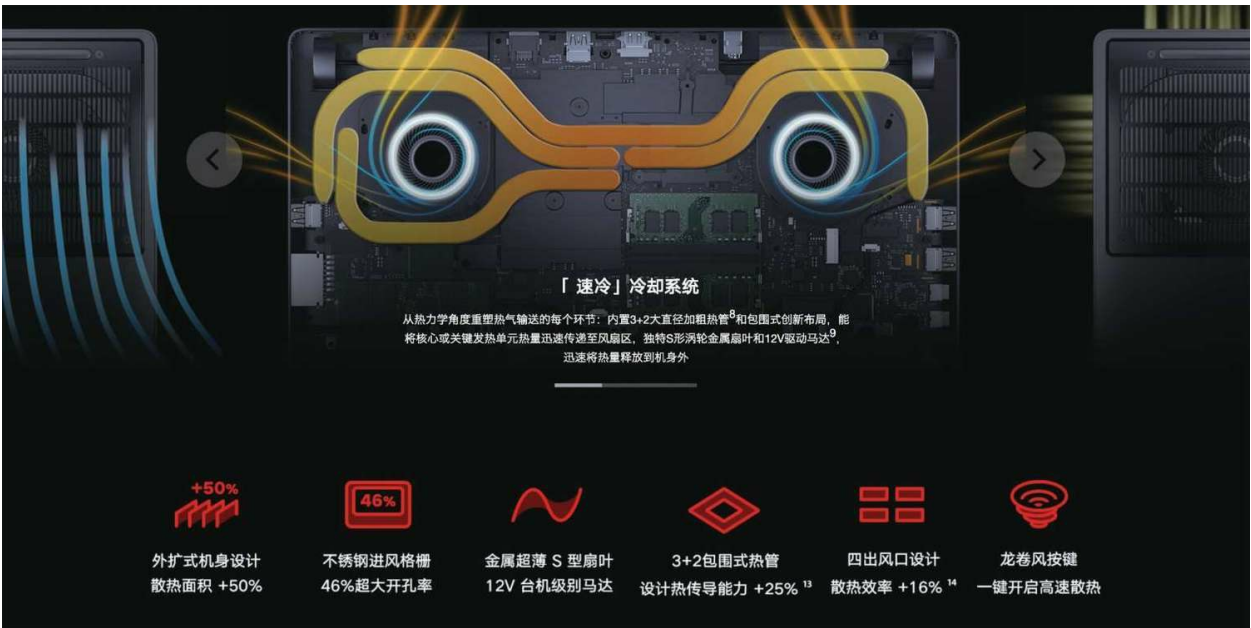 「 速冷」冷却系统
从热力学角度重塑热气输送的每个环节：内置3+2大直径加粗热管8和包围式创新布局，能
将核心或关键发热单元热量迅速传递至风扇区，独特S形涡轮金属扇叶和12V驱动马达9，
迅速将热量释放到机身外
+50%
46%
外扩式机身设计
散热面积 +50%
不锈钢进风格栅
46%超大开孔率
金属超薄 S 型扇叶
12V 台机级别马达
3+2包围式热管
设计热传导能力 +25% 13
四出风口设计
散热效率 +16% 14
龙卷风按键
一键开启高速散热